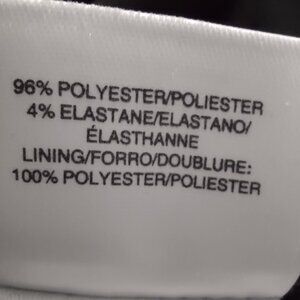 96% POLYESTER/POLIESTER
4% ELASTANE/ELASTANO/
ÉLASTHANNE
LINING/FORRO/DOUBLURE:
100% POLYESTER/POLIESTER